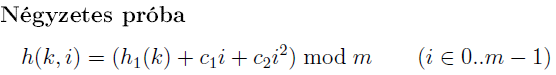 Négyzetes próba
h(k, i) = (h₁(k) + c₁i + c₂i²) mod m (i ∈ 0..m − 1)